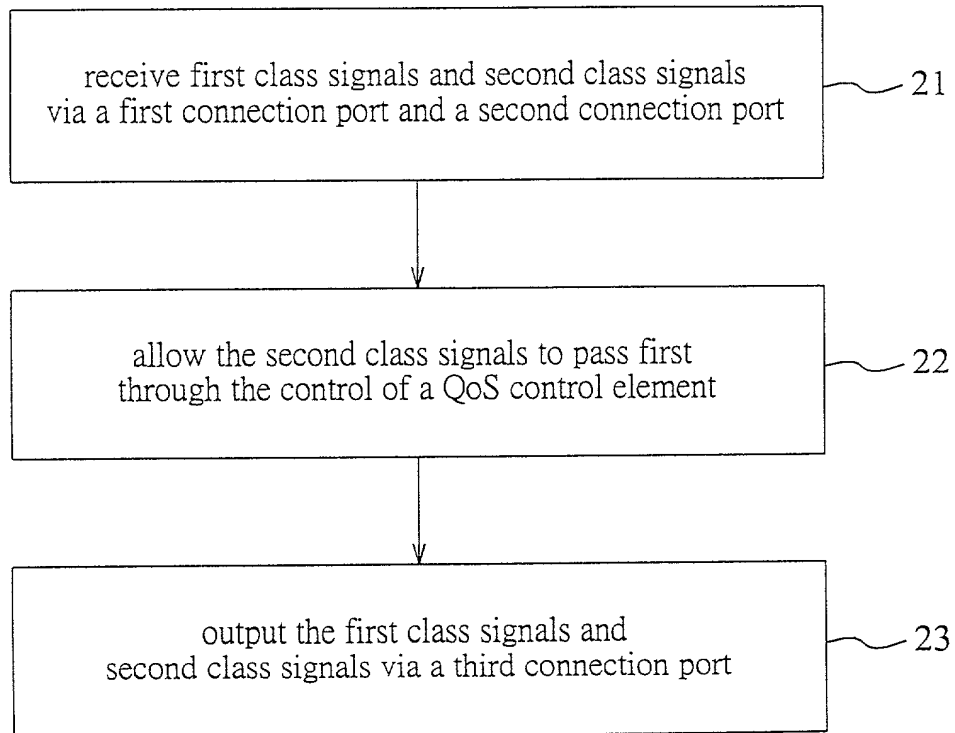 receive first class signals and second class signals
via a first connection port and a second connection port
21
allow the second class signals to pass first
through the control of a QoS control element
22
output the first class signals and
second class signals via a third connection port
23